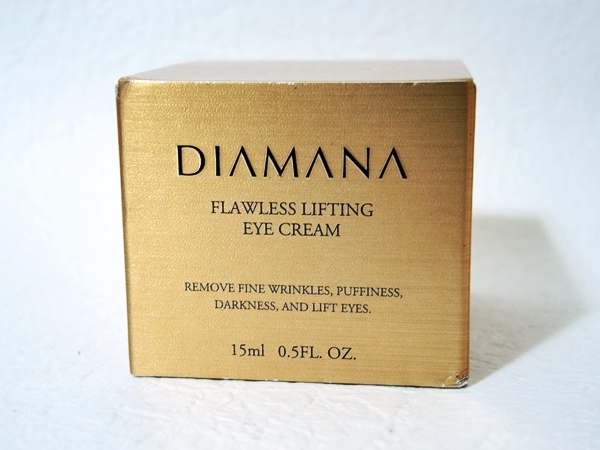 DIAMANA
FLAWLESS LIFTING
EYE CREAM
REMOVE FINE WRINKLES, PUFFINESS,
DARKNESS, AND LIFT EYES.
15ml 0.5FL. OZ.